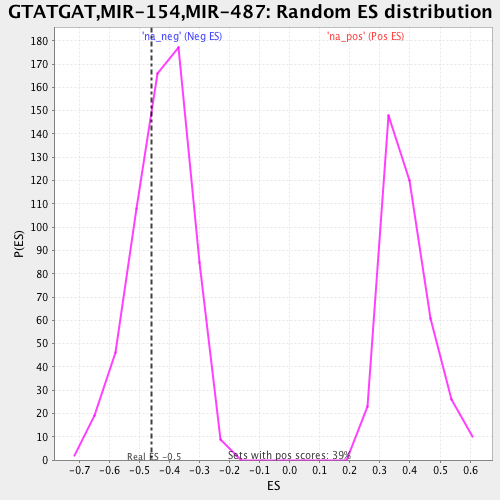 GTATGAT,MIR-154,MIR-487: Random ES distribution
'na_neg' (Neg ES)
'na_pos' (Pos ES)
180
170
160
150
140
130
120
110
100
90
80
70
60
50
40
30
20
10
0
P(ES)
Real ES -0.5
Sets with pos scores: 39%
-0.7 -0.6 -0.5 -0.4 -0.3 -0.2 -0.1 0.0 0.1 0.2 0.3 0.4 0.5 0.6
ES